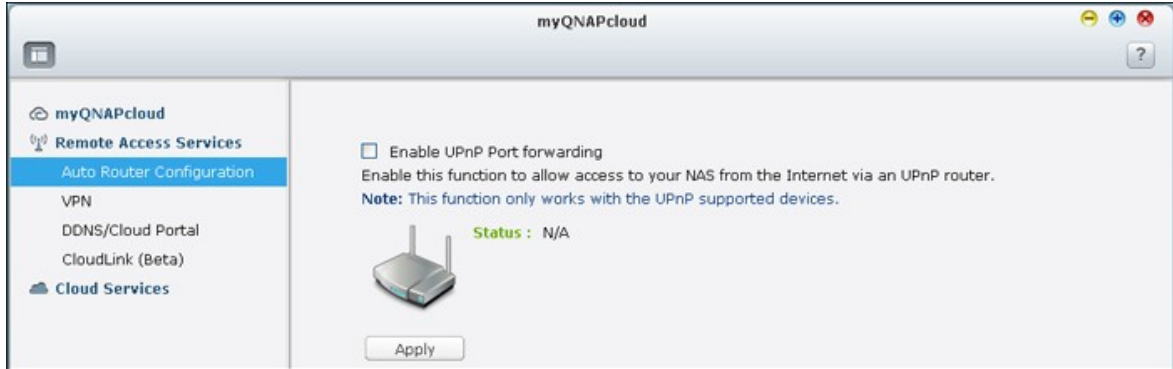 myQNAPcloud
?
myQNAPcloud
Remote Access Services
Auto Router Configuration
VPN
DDNS/Cloud Portal
CloudLink (Beta)
Cloud Services
Enable UPnP Port forwarding
Enable this function to allow access to your NAS from the Internet via an UPnP router.
Note: This function only works with the UPnP supported devices.
Status : N/A
Apply